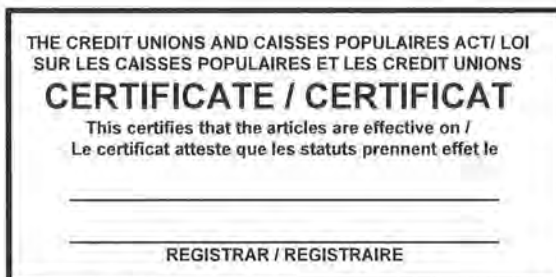 THE CREDIT UNIONS AND CAISSES POPULAIRES ACT/ LOI
SUR LES CAISSES POPULAIRES ET LES CREDIT UNIONS
CERTIFICATE / CERTIFICAT
This certifies that the articles are effective on /
Le certificat atteste que les statuts prennent effet le
REGISTRAR / REGISTRAIRE